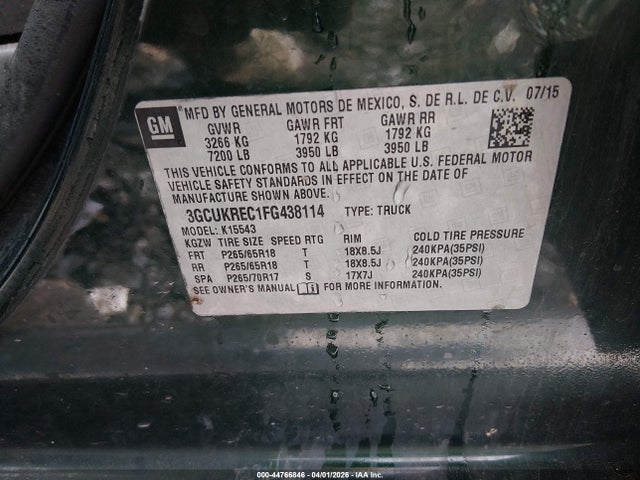 GM
*MFD BY GENERAL MOTORS DE MEXICO, S. DE R.L. DE C.V. 07/15
GVWR GAWR FRT GAWR RR
3266 KG 1792 KG 1792 KG
7200 LB 3950 LB 3950 LB
THIS VEHICLE CONFORMS TO ALL APPLICABLE U.S. FEDERAL MOTOR
VEHICLE SAFETY STANDARDS IN EFFECT ON THE DATE OF
MANUFACTURE SHOWN ABOVE.
3GCUKREC1FG438114 TYPE: TRUCK
MODEL: K15543
KGZW TIRE SIZE SPEED RTG RIM COLD TIRE PRESSURE
FRT P265/65R18 T 18X8.5J 240KPA(35PSI)
RR P265/65R18 T 18X8.5J 240KPA(35PSI)
SPA P265/70R17 S 17X7J 240KPA(35PSI)
SEE OWNER'S MANUAL FOR MORE INFORMATION.
000-44766846 - 04/01/2026 - IAA Inc.